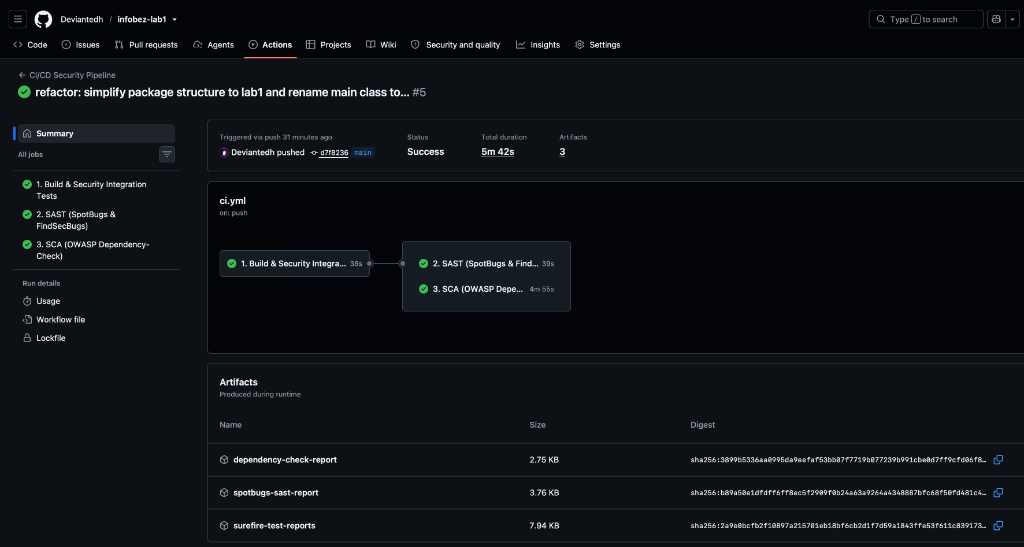 Deviantedh / infobez-lab1
Type / to search
Code Issues Pull requests Agents Actions Projects Wiki Security and quality Insights Settings
CI/CD Security Pipeline
refactor: simplify package structure to lab1 and rename main class to... #5
Summary
All jobs
1. Build & Security Integration
Tests
2. SAST (SpotBugs &
FindSecBugs)
3. SCA (OWASP Dependency-
Check)
Run details
Usage
Workflow file
Lockfile
Triggered via push 31 minutes ago
Deviantedh pushed d7f8236 main
Status
Success
Total duration
5m 42s
Artifacts
3
ci.yml
on: push
1. Build & Security Integra... 38s
2. SAST (SpotBugs & Find... 39s
3. SCA (OWASP Depe... 4m 55s
Artifacts
Produced during runtime
Name Size Digest
dependency-check-report 2.75 KB sha256:3899b5336aa0995da9eefaf53bb07f7719b077239b991cbe0d7ff9cfd06f8...
spotbugs-sast-report 3.76 KB sha256:b89a50e1dfdff6ff8ec5f2909f0b24a63a9264a4348887bfc68f50fd481c4...
surefire-test-reports 7.94 KB sha256:2a9e0bcfb2f10897a215701eb18bf6cb2d1f7d59a1843ffe53f611c839173...